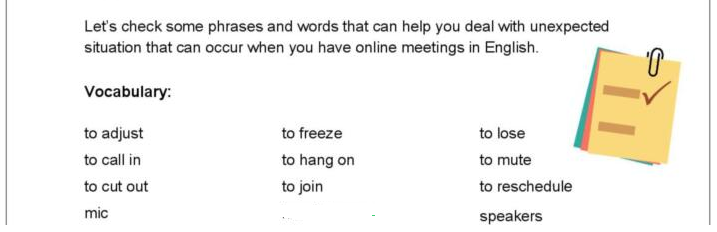 Let's check some phrases and words that can help you deal with unexpected
situation that can occur when you have online meetings in English.
Vocabulary:
to adjust
to call in
to cut out
mic
to freeze
to hang on
to join
to lose
to mute
to reschedule
speakers